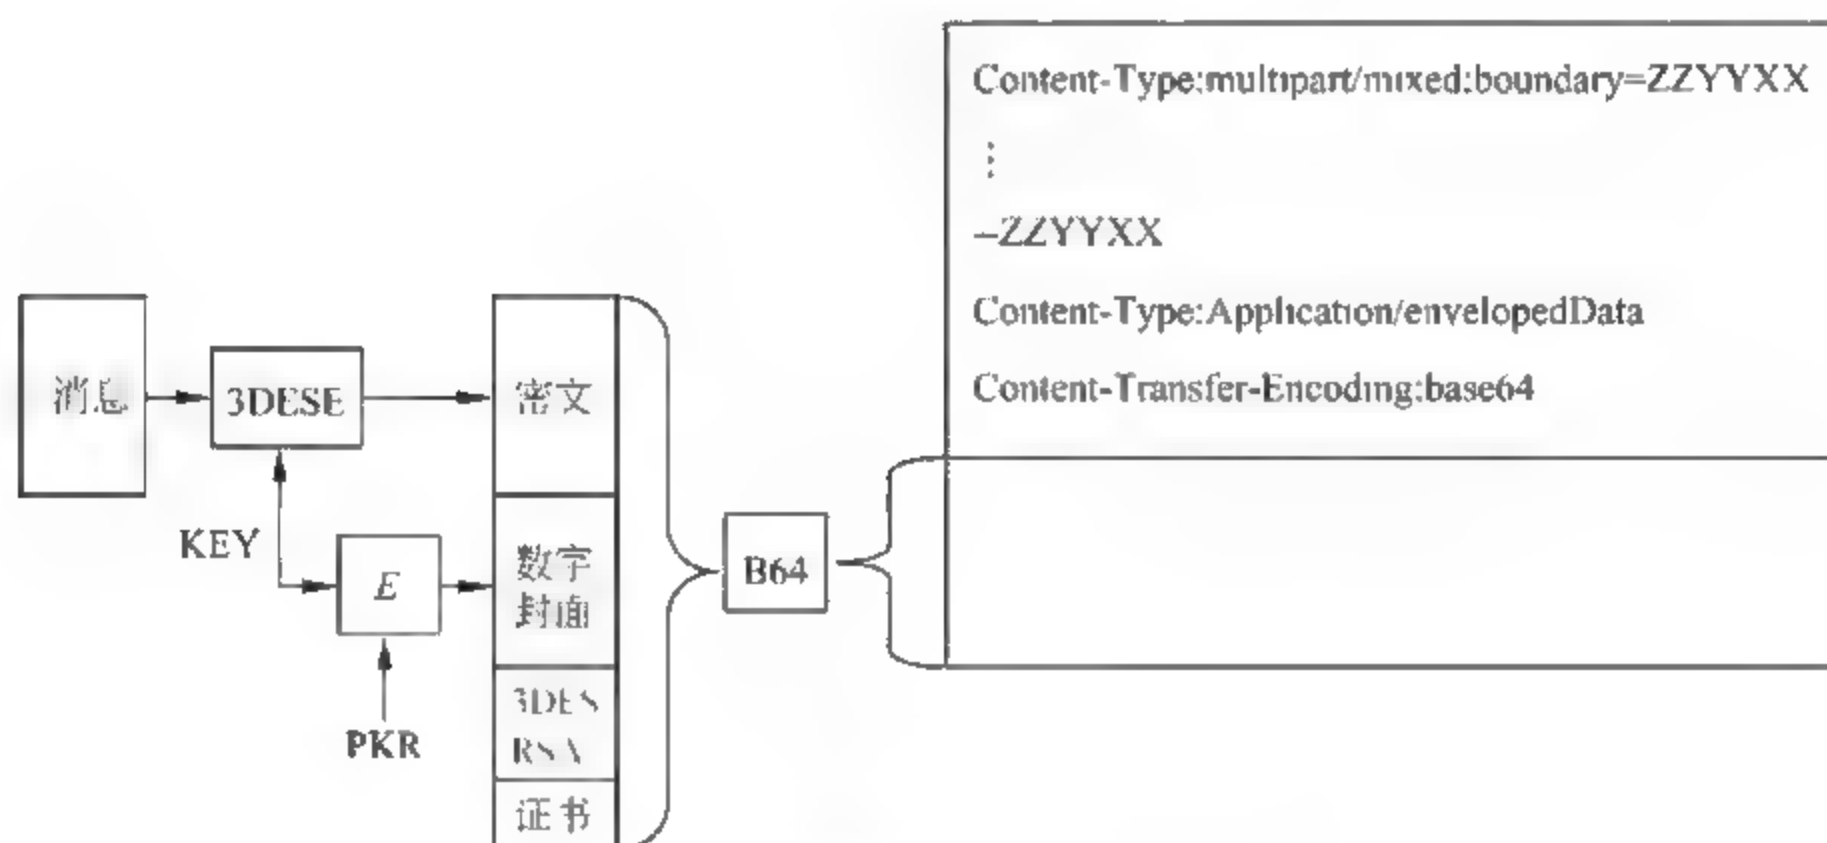 Content-Type:multipart/mixed:boundary=ZZYYXX
⋮
--ZZYYXX
Content-Type:Application/envelopedData
Content-Transfer-Encoding:base64
消息
3DESE
密文
KEY
E
数字
封面
B64
PKR
3DES
RSA
证书